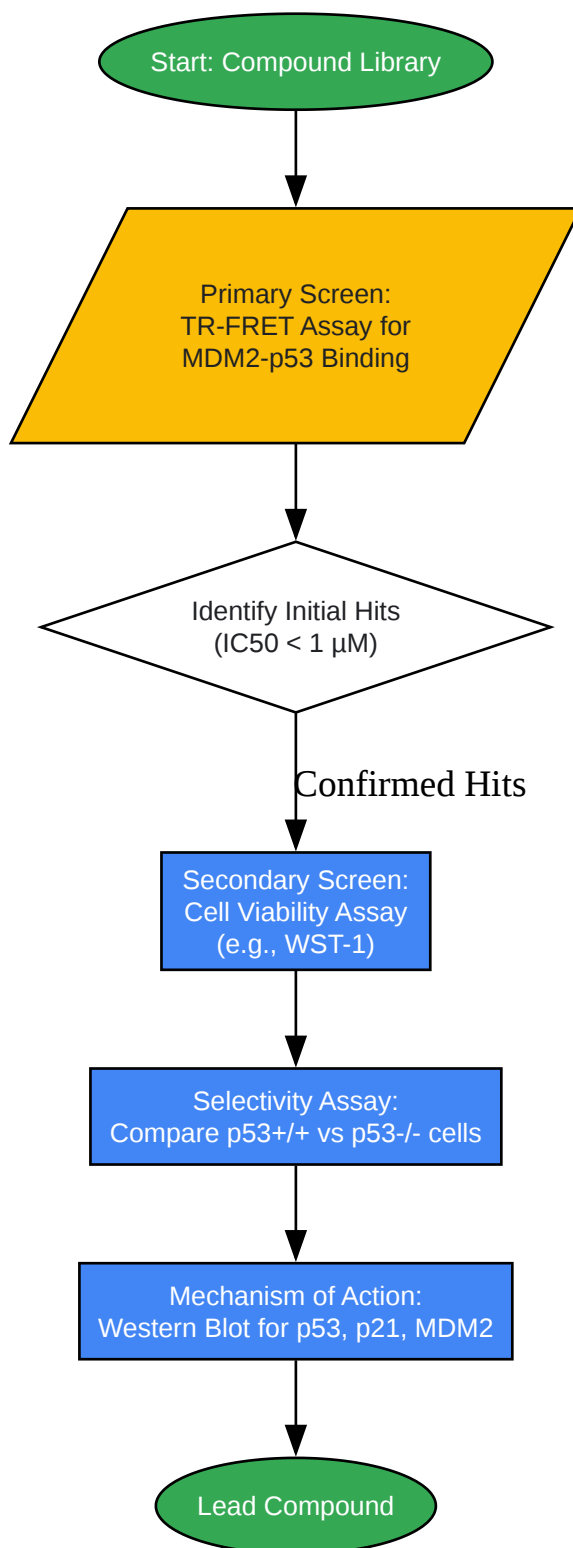 Start: Compound Library
Primary Screen:
TR-FRET Assay for
MDM2-p53 Binding
Identify Initial Hits
(IC50 < 1 µM)
Confirmed Hits
Secondary Screen:
Cell Viability Assay
(e.g., WST-1)
Selectivity Assay:
Compare p53+/+ vs p53-/- cells
Mechanism of Action:
Western Blot for p53, p21, MDM2
Lead Compound